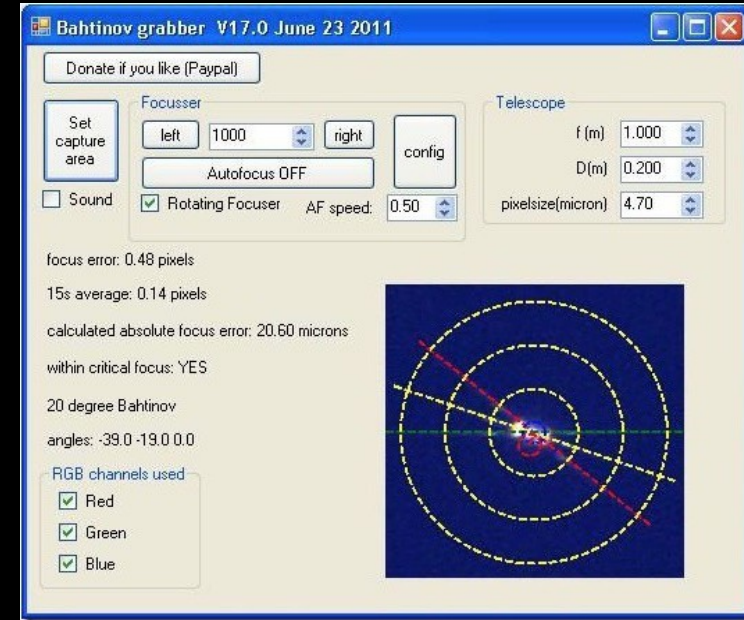 Bahtinov grabber V17.0 June 23 2011
Donate if you like (Paypal)
Set capture area
Focusser
left
1000
right
config
Autofocus OFF
Sound
Rotating Focuser
AF speed:
0.50
Telescope
f (m)
1.000
D(m)
0.200
pixelsize(micron)
4.70
focus error: 0.48 pixels
15s average: 0.14 pixels
calculated absolute focus error: 20.60 microns
within critical focus: YES
20 degree Bahtinov
angles: -39.0 -19.0 0.0
RGB channels used
Red
Green
Blue